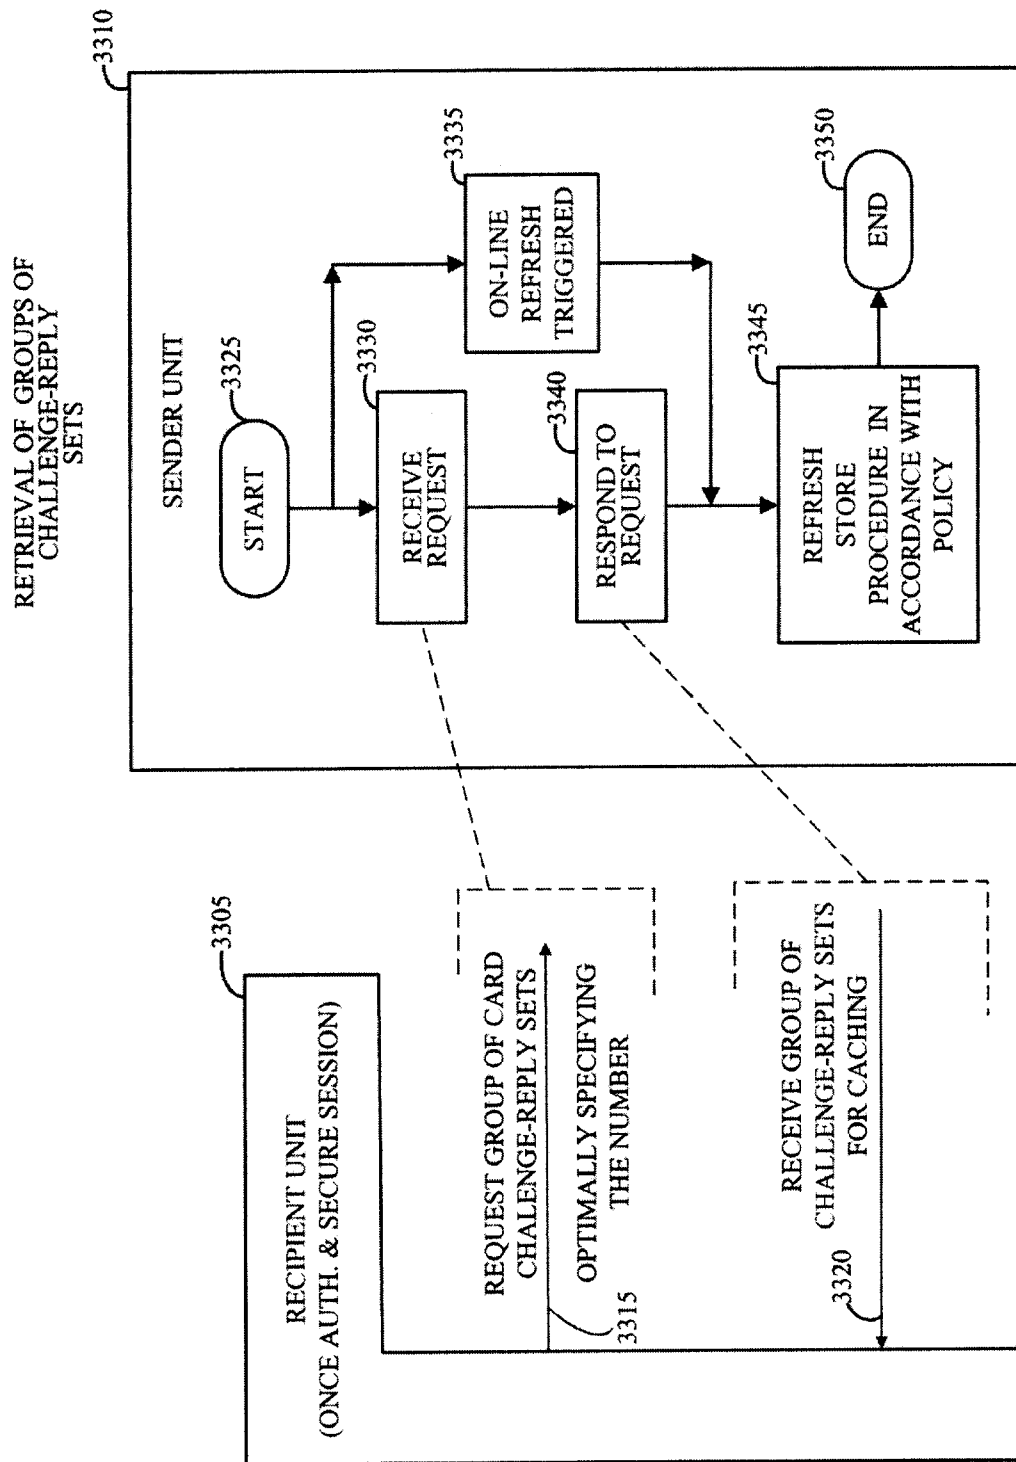 RETRIEVAL OF GROUPS OF
CHALLENGE-REPLY
SETS
3305
RECIPIENT UNIT
(ONCE AUTH. & SECURE SESSION)
REQUEST GROUP OF CARD
CHALENGE-REPLY SETS
OPTIMALLY SPECIFYING
THE NUMBER
3315
RECEIVE GROUP OF
CHALLENGE-REPLY SETS
FOR CACHING
3320
3310
SENDER UNIT
3325
START
3330
RECEIVE
REQUEST
3335
ON-LINE
REFRESH
TRIGGERED
3340
RESPOND TO
REQUEST
3345
REFRESH
STORE
PROCEDURE IN
ACCORDANCE WITH
POLICY
3350
END